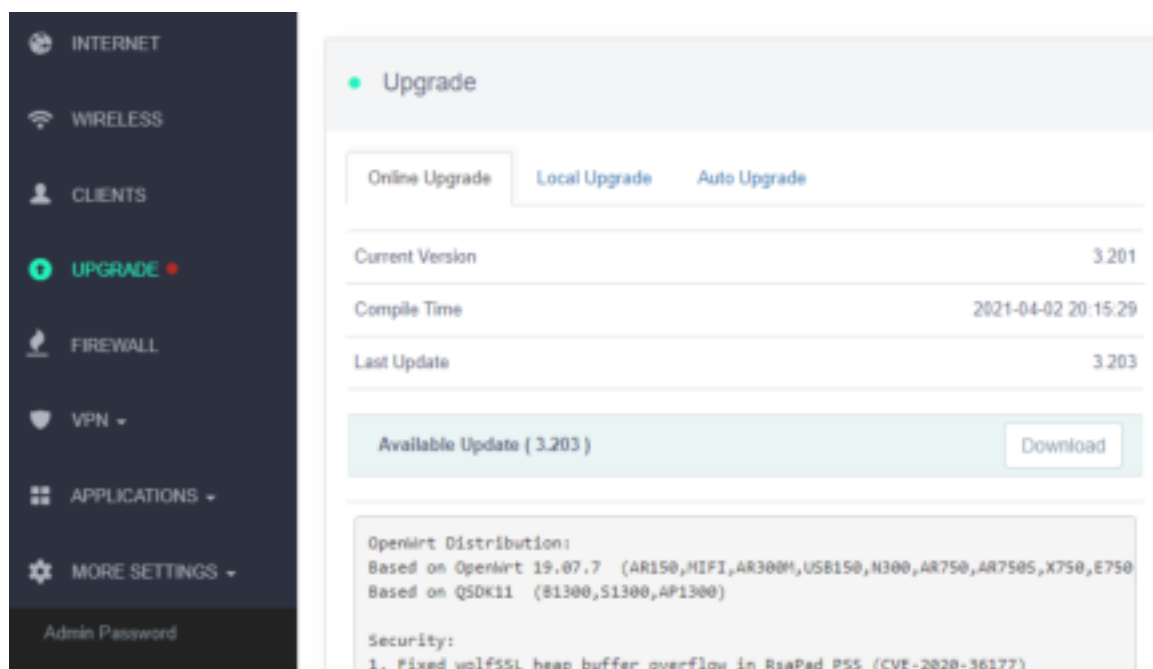 INTERNET
WIRELESS
CLIENTS
UPGRADE
FIREWALL
VPN
APPLICATIONS
MORE SETTINGS
Admin Password
Upgrade
Online Upgrade Local Upgrade Auto Upgrade
Current Version 3.201
Compile Time 2021-04-02 20:15:29
Last Update 3.203
Available Update ( 3.203 ) Download
OpenWrt Distribution:
Based on OpenWrt 19.07.7 (AR150,MIFI,AR300M,USB150,N300,AR750,AR750S,X750,E750
Based on QSDK11 (B1300,S1300,AP1300)
Security:
1. Fixed wolfSSL heap buffer overflow in RsaPad_PSS (CVE-2020-36177)